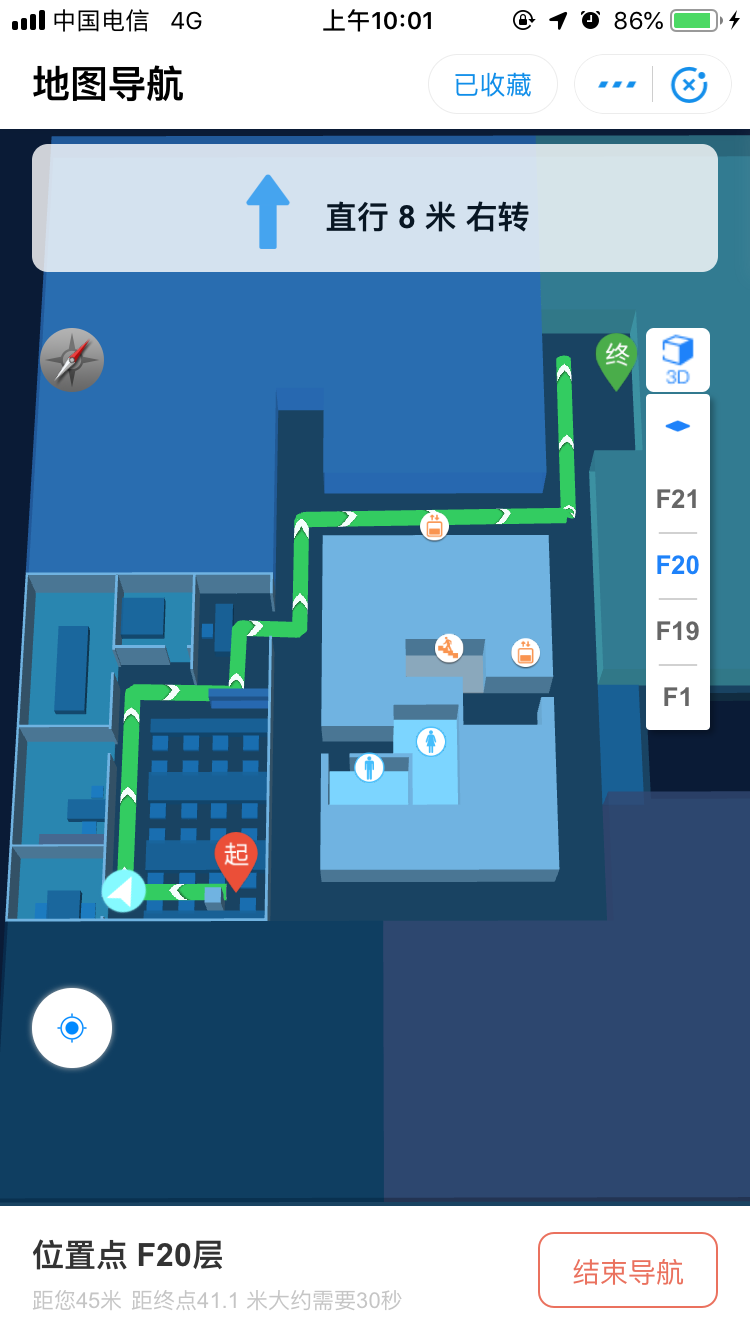 中国电信 4G 上午10:01 86%
地图导航 已收藏
直行 8 米 右转
终
3D
F21
F20
F19
F1
起
位置点 F20层
结束导航
距您45米 距终点41.1 米大约需要30秒